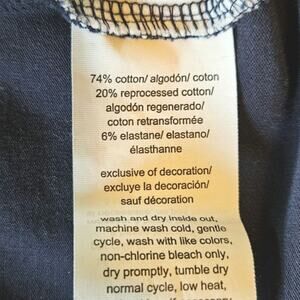 74% cotton/ algodón/ coton
20% reprocessed cotton/
algodón regenerado/
coton retransformée
6% elastane/ elastano/
élasthanne
exclusive of decoration/
excluye la decoración/
sauf décoration
wash and dry inside out,
machine wash cold, gentle
cycle, wash with like colors,
non-chlorine bleach only,
dry promptly, tumble dry
normal cycle, low heat,